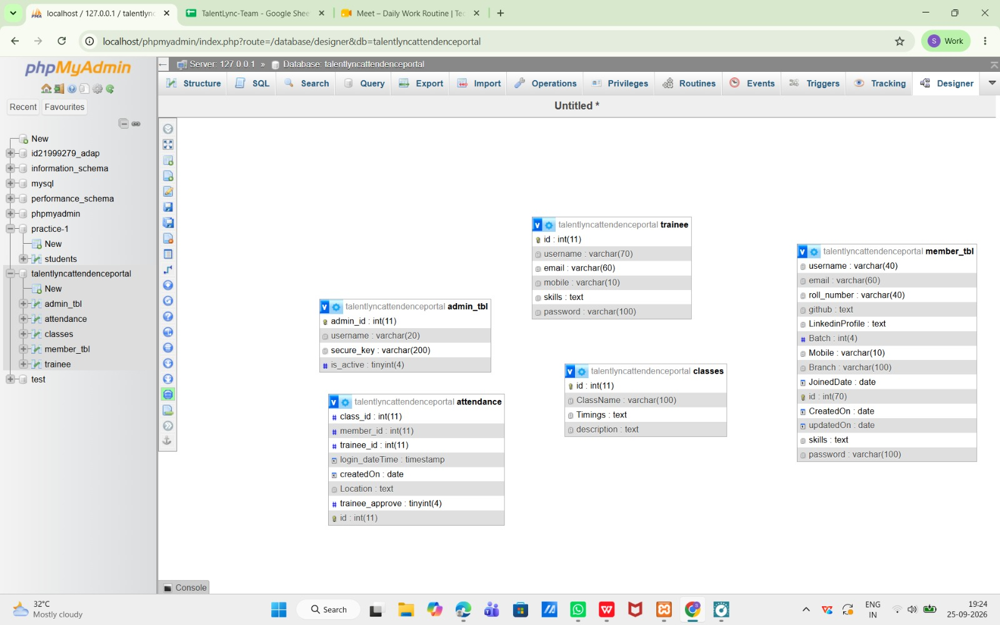 localhost / 127.0.0.1 / talentlync
TalentLync-Team - Google Shee
Meet – Daily Work Routine | Tec
localhost/phpmyadmin/index.php?route=/database/designer&db=talentlyncattendenceportal
S Work
phpMyAdmin
Recent Favourites
New
id21999279_adap
information_schema
mysql
performance_schema
phpmyadmin
practice-1
New
students
talentlyncattendenceportal
New
admin_tbl
attendance
classes
member_tbl
trainee
test
Server: 127.0.0.1 » Database: talentlyncattendenceportal
Structure SQL Search Query Export Import Operations Privileges Routines Events Triggers Tracking Designer
Untitled *
talentlyncattendenceportal trainee
id : int(11)
username : varchar(70)
email : varchar(60)
mobile : varchar(10)
skills : text
password : varchar(100)
talentlyncattendenceportal member_tbl
username : varchar(40)
email : varchar(60)
roll_number : varchar(40)
github : text
LinkedinProfile : text
Batch : int(4)
Mobile : varchar(10)
Branch : varchar(100)
JoinedDate : date
id : int(70)
CreatedOn : date
updatedOn : date
skills : text
password : varchar(100)
talentlyncattendenceportal admin_tbl
admin_id : int(11)
username : varchar(20)
secure_key : varchar(200)
is_active : tinyint(4)
talentlyncattendenceportal classes
id : int(11)
ClassName : varchar(100)
Timings : text
description : text
talentlyncattendenceportal attendance
class_id : int(11)
member_id : int(11)
trainee_id : int(11)
login_dateTime : timestamp
createdOn : date
Location : text
trainee_approve : tinyint(4)
id : int(11)
Console
32°C
Mostly cloudy
Search
ENG
IN
19:24
25-09-2026